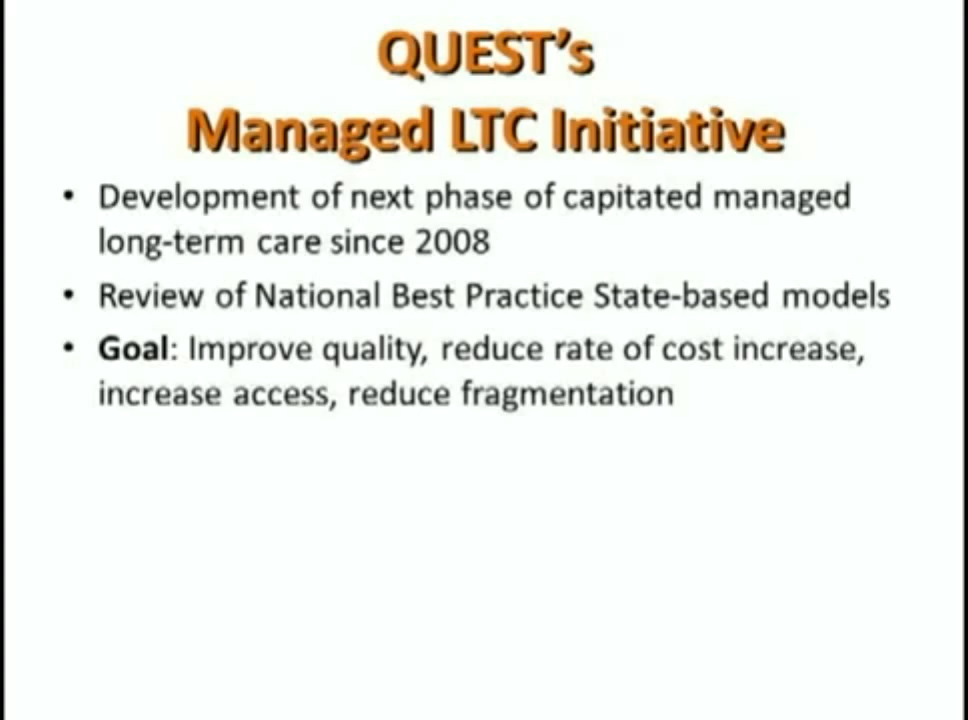 QUEST's
Managed LTC Initiative
• Development of next phase of capitated managed
long-term care since 2008
• Review of National Best Practice State-based models
• Goal: Improve quality, reduce rate of cost increase,
increase access, reduce fragmentation